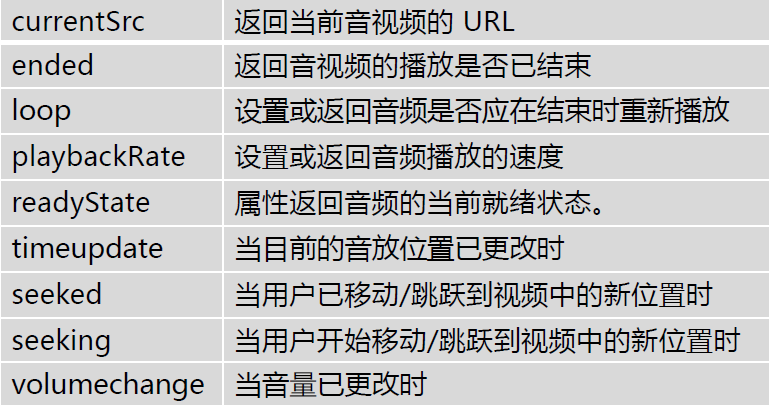 currentSrc 返回当前音视频的 URL
ended 返回音视频的播放是否已结束
loop 设置或返回音频是否应在结束时重新播放
playbackRate 设置或返回音频播放的速度
readyState 属性返回音频的当前就绪状态。
timeupdate 当目前的音放位置已更改时
seeked 当用户已移动/跳跃到视频中的新位置时
seeking 当用户开始移动/跳跃到视频中的新位置时
volumechange 当音量已更改时